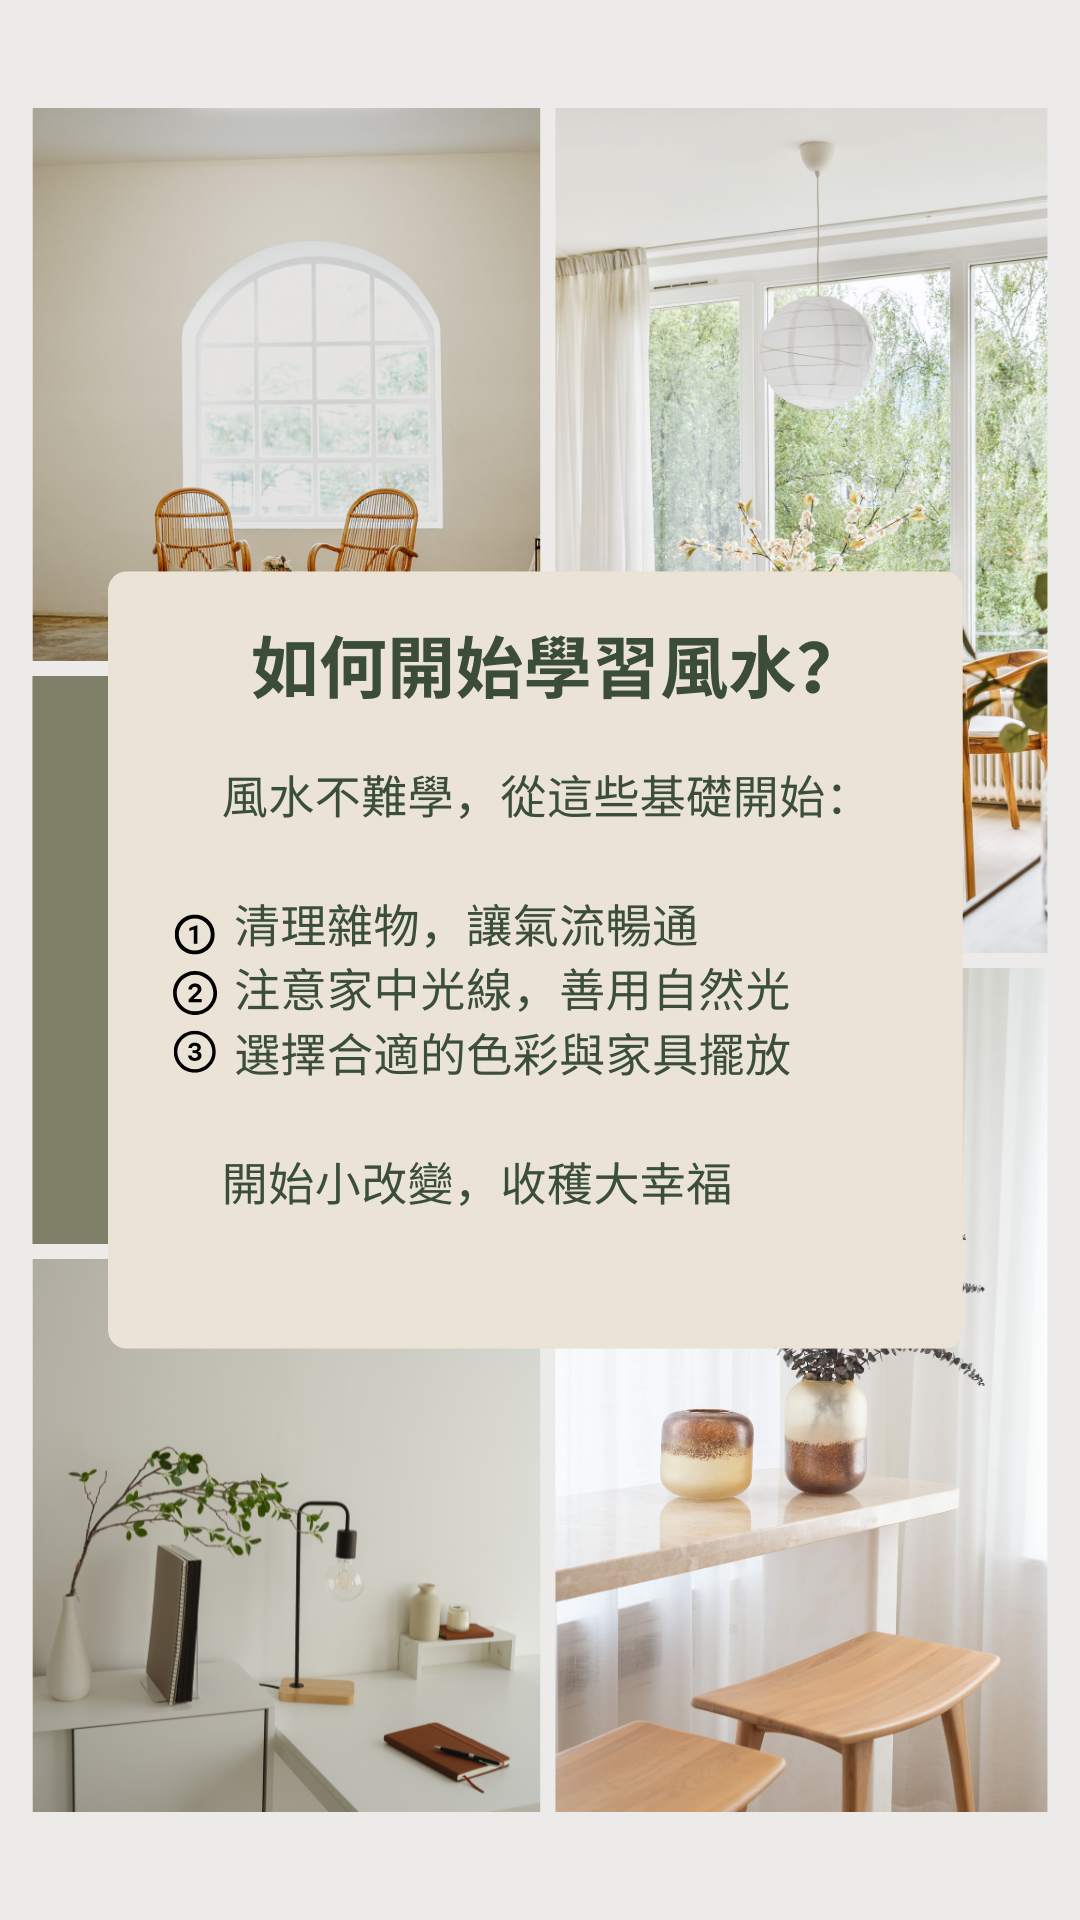 如何開始學習風水?
風水不難學，從這些基礎開始：
① 清理雜物，讓氣流暢通
② 注意家中光線，善用自然光
③ 選擇合適的色彩與家具擺放
開始小改變，收穫大幸福